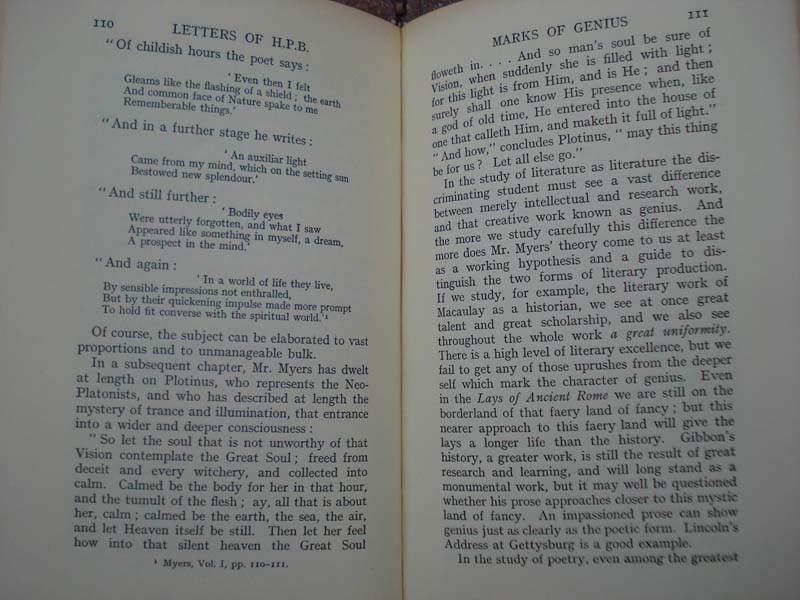 110
LETTERS OF H.P.B.
"Of childish hours the poet says:
' Even then I felt
Gleams like the flashing of a shield; the earth
And common face of Nature spake to me
Rememberable things.'
"And in a further stage he writes:
' An auxiliar light
Came from my mind, which on the setting sun
Bestowed new splendour.'
"And still further:
' Bodily eyes
Were utterly forgotten, and what I saw
Appeared like something in myself, a dream,
A prospect in the mind.'
"And again:
' In a world of life they live,
By sensible impressions not enthralled,
But by their quickening impulse made more prompt
To hold fit converse with the spiritual world.'¹
Of course, the subject can be elaborated to vast
proportions and to unmanageable bulk.
In a subsequent chapter, Mr. Myers has dwelt
at length on Plotinus, who represents the Neo-
Platonists, and who has described at length the
mystery of trance and illumination, that entrance
into a wider and deeper consciousness:
"So let the soul that is not unworthy of that
Vision contemplate the Great Soul; freed from
deceit and every witchery, and collected into
calm. Calmed be the body for her in that hour,
and the tumult of the flesh; ay, all that is about
her, calm; calmed be the earth, the sea, the air,
and let Heaven itself be still. Then let her feel
how into that silent heaven the Great Soul
¹ Myers, Vol. I, pp. 110-111.
MARKS OF GENIUS
111
floweth in. . . . And so man's soul be sure of
Vision, when suddenly she is filled with light;
for this light is from Him, and is He; and then
surely shall one know His presence when, like
a god of old time, He entered into the house of
one that calleth Him, and maketh it full of light."
"And how," concludes Plotinus, "may this thing
be for us? Let all else go."
In the study of literature as literature the dis-
criminating student must see a vast difference
between merely intellectual and research work,
and that creative work known as genius. And
the more we study carefully this difference the
more does Mr. Myers' theory come to us at least
as a working hypothesis and a guide to dis-
tinguish the two forms of literary production.
If we study, for example, the literary work of
Macaulay as a historian, we see at once great
talent and great scholarship, and we also see
throughout the whole work a great uniformity.
There is a high level of literary excellence, but we
fail to get any of those uprushes from the deeper
self which mark the character of genius. Even
in the Lays of Ancient Rome we are still on the
borderland of that faery land of fancy; but this
nearer approach to this faery land will give the
lays a longer life than the history. Gibbon's
history, a greater work, is still the result of great
research and learning, and will long stand as a
monumental work, but it may well be questioned
whether his prose approaches closer to this mystic
land of fancy. An impassioned prose can show
genius just as clearly as the poetic form. Lincoln's
Address at Gettysburg is a good example.
In the study of poetry, even among the greatest